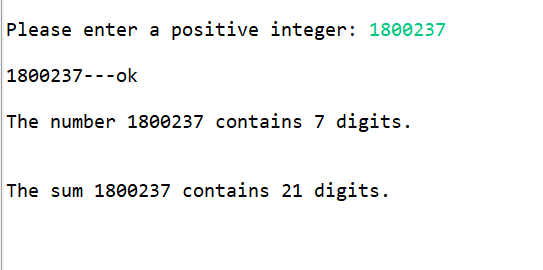 Please enter a positive integer: 1800237
1800237---ok
The number 1800237 contains 7 digits.
The sum 1800237 contains 21 digits.